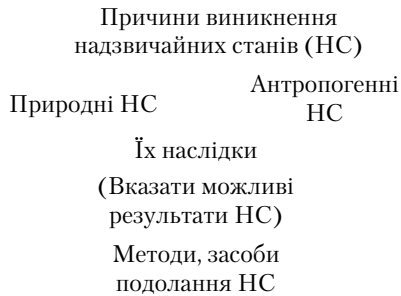 Причини виникнення
надзвичайних станів (НС)
Природні НС
Антропогенні
НС
Їх наслідки
(Вказати можливі
результати НС)
Методи, засоби
подолання НС